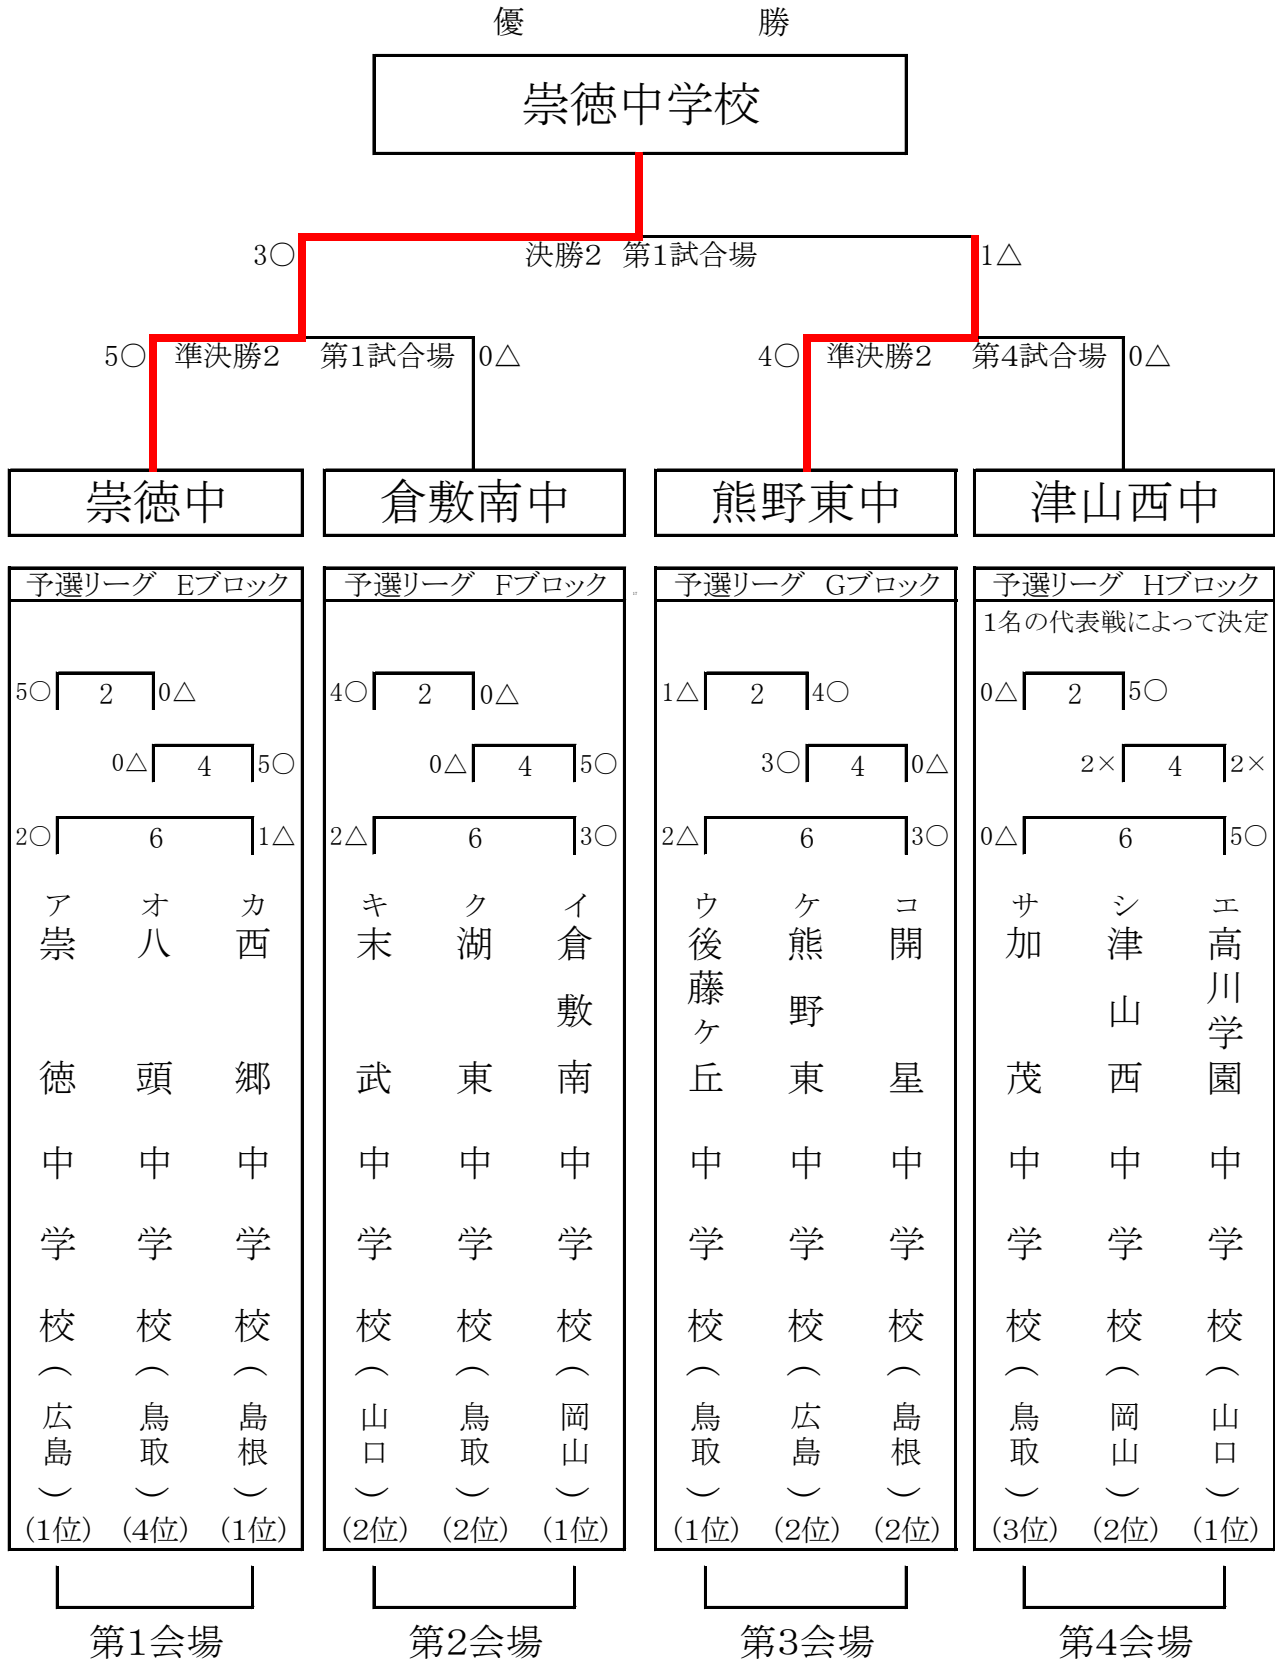 優　勝
崇徳中学校
3○ 決勝2 第1試合場 1△
5○ 準決勝2 第1試合場 0△
4○ 準決勝2 第4試合場 0△
崇徳中 倉敷南中 熊野東中 津山西中
予選リーグ Eブロック
5○ 2 0△
0△ 4 5○
2○ 6 1△
ア 崇徳中学校（広島）(1位)
オ 八頭中学校（鳥取）(4位)
カ 西郷中学校（島根）(1位)
第1会場
予選リーグ Fブロック
4○ 2 0△
0△ 4 5○
2△ 6 3○
キ 末武中学校（山口）(2位)
ク 湖東中学校（鳥取）(2位)
イ 倉敷南中学校（岡山）(1位)
第2会場
予選リーグ Gブロック
1△ 2 4○
3○ 4 0△
2△ 6 3○
ウ 後藤ヶ丘中学校（鳥取）(1位)
ケ 熊野東中学校（広島）(2位)
コ 開星中学校（島根）(2位)
第3会場
予選リーグ Hブロック
1名の代表戦によって決定
0△ 2 5○
2× 4 2×
0△ 6 5○
サ 加茂中学校（鳥取）(3位)
シ 津山西中学校（岡山）(2位)
エ 高川学園中学校（山口）(1位)
第4会場